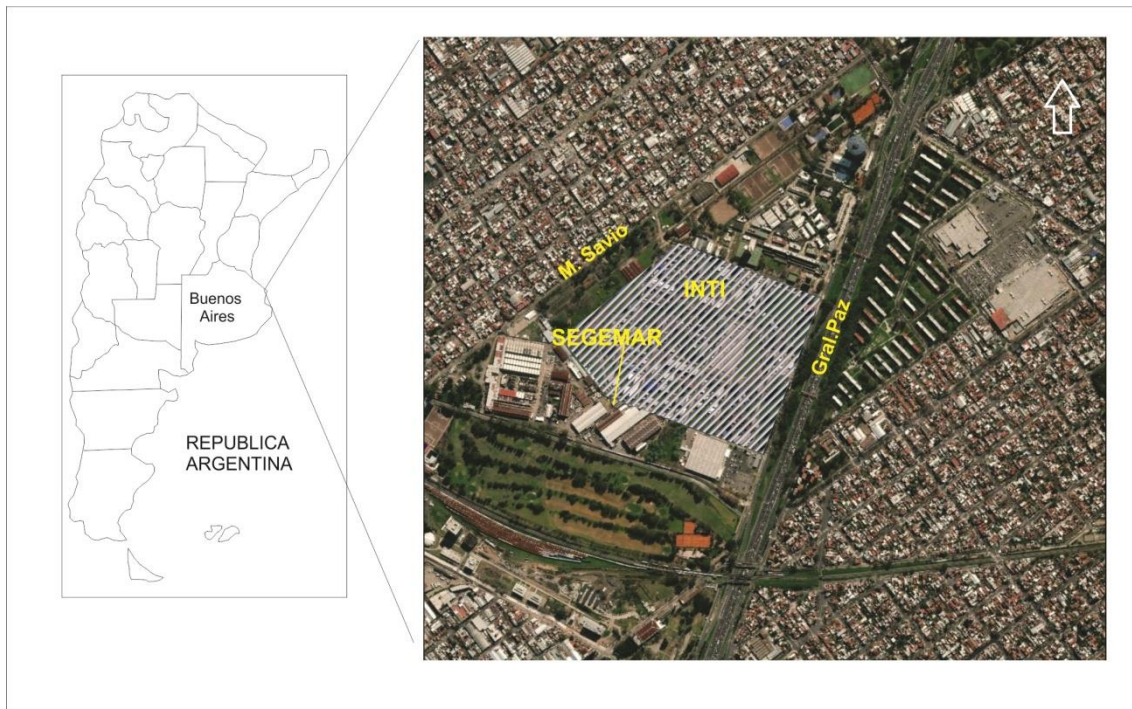 Buenos
Aires
REPUBLICA
ARGENTINA
M. Savio
INTI
SEGEMAR
Gral.Paz